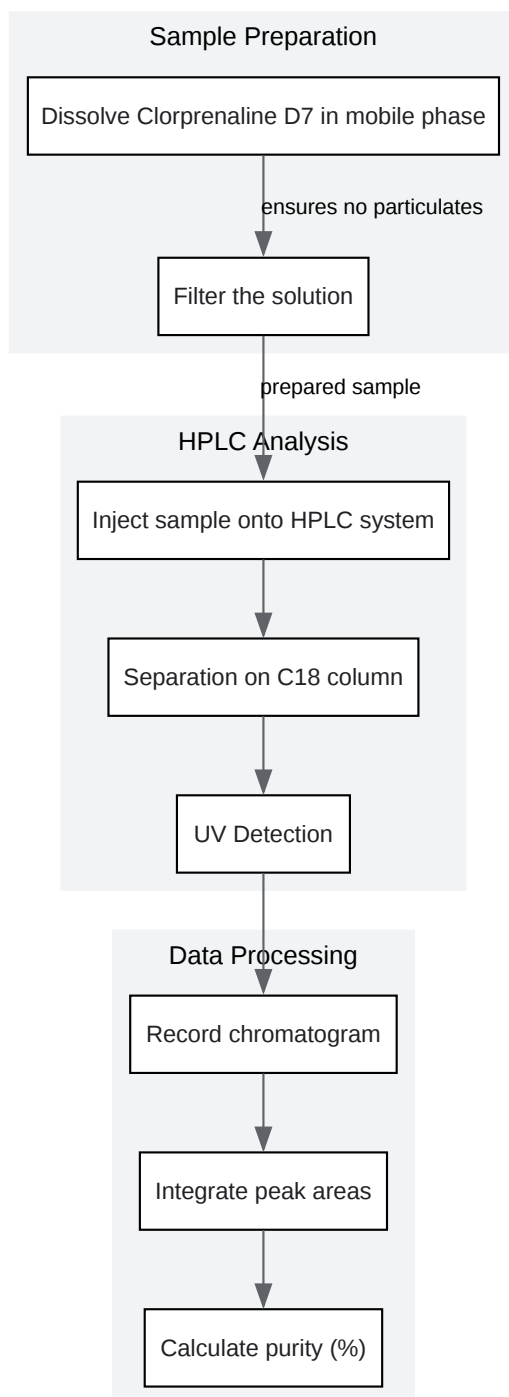 Sample Preparation
Dissolve Clorprenaline D7 in mobile phase
ensures no particulates
Filter the solution
prepared sample
HPLC Analysis
Inject sample onto HPLC system
Separation on C18 column
UV Detection
Data Processing
Record chromatogram
Integrate peak areas
Calculate purity (%)